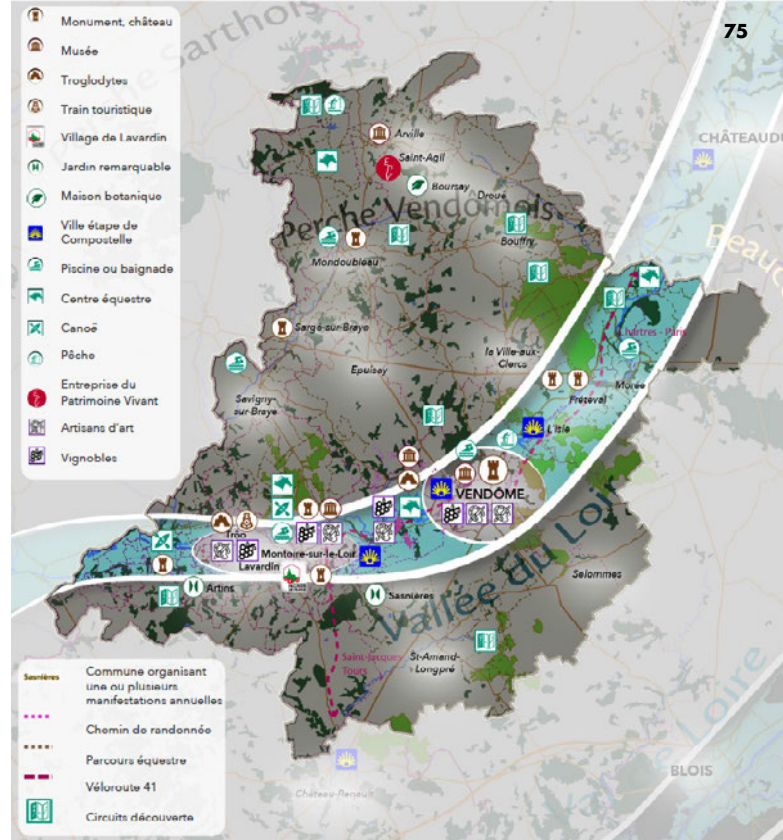 75
Monument, château
Musée
Troglodytes
Train touristique
Village de Lavardin
Jardin remarquable
Maison botanique
Ville étape de
Compostelle
Piscine ou baignade
Centre équestre
Canoë
Pêche
Entreprise du
Patrimoine Vivant
Artisans d'art
Vignobles
Sarthois
CHÂTEAUDU
Beauce
Arville
Saint-Agil
Boursay
Droué
Perche Vendômois
Bouffry
Mondoubleau
Chartres - Paris
Sargé-sur-Braye
la Ville-aux-
Clercs
Epuisay
Morée
Fréteval
Savigny-
sur-Braye
L'Isle
VENDÔME
Troo
Montoire-sur-le-Loir
Lavardin
Vallée du Loir
Selommes
Artins
Sasnières
Saint-Jacques
Tours
St-Amand-
Longpré
Loire
BLOIS
Château-Renault
Sasnières
Commune organisant
une ou plusieurs
manifestations annuelles
Chemin de randonnée
Parcours équestre
Véloroute 41
Circuits découverte